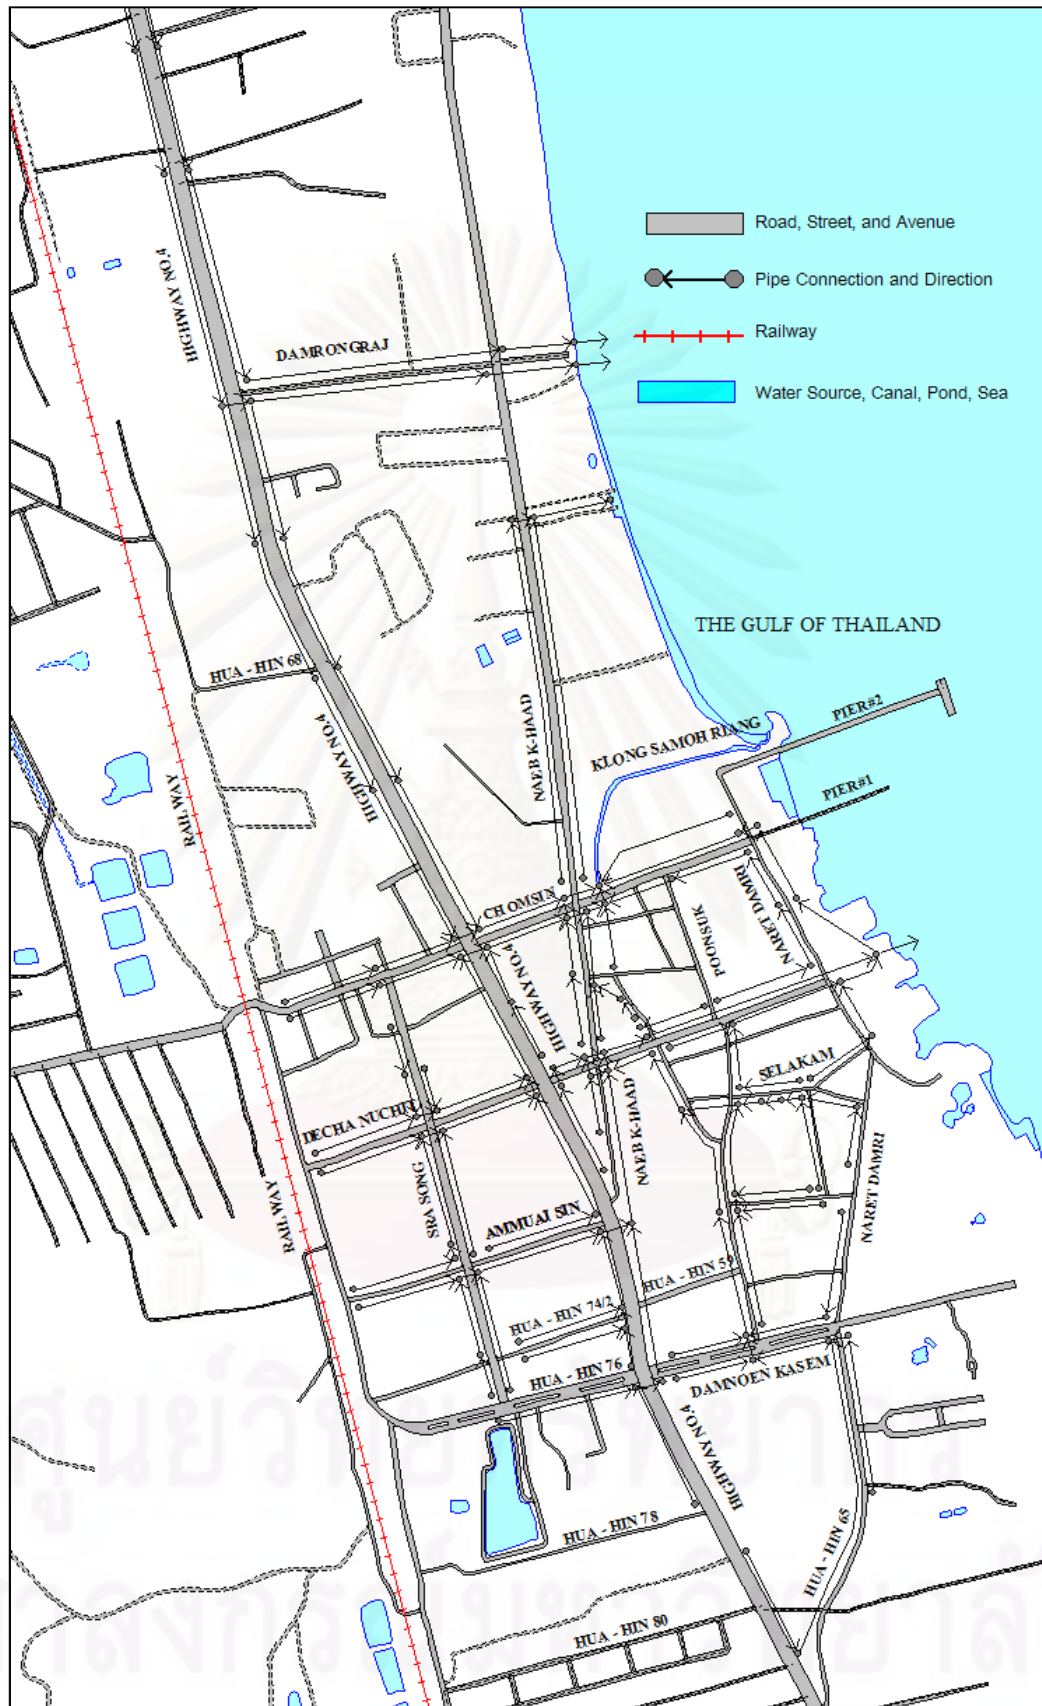 HIGHWAY NO,4
Road, Street, and Avenue
Pipe Connection and Direction
Railway
Water Source, Canal, Pond, Sea
DAMRONGRAJ
THE GULF OF THAILAND
HUA - HIN 68
HIGHWAY NO.4
NAEB K-HAAD
KLONG SAMOH RIANG
PIER#2
PIER#1
RAIL WAY
CHOMSIN
POONSUK
NARET DAMRI
HIGHWAY NO.4
SELAKAM
DECHA NUCHIT
NAEB K-HAAD
SRA SONG
RAIL WAY
AMMUAI SIN
NARET DAMRI
HUA - HIN 59
HUA - HIN 74/2
HUA - HIN 76
DAMNOEN KASEM
HIGHWAY NO.4
HUA - HIN 78
HUA - HIN 65
HUA - HIN 80